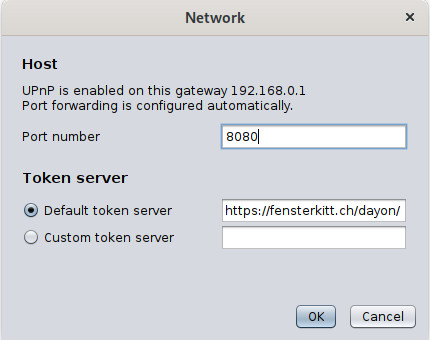 Network
Host
UPnP is enabled on this gateway 192.168.0.1
Port forwarding is configured automatically.
Port number
8080
Token server
Default token server
https://fensterkitt.ch/dayon/
Custom token server
OK
Cancel